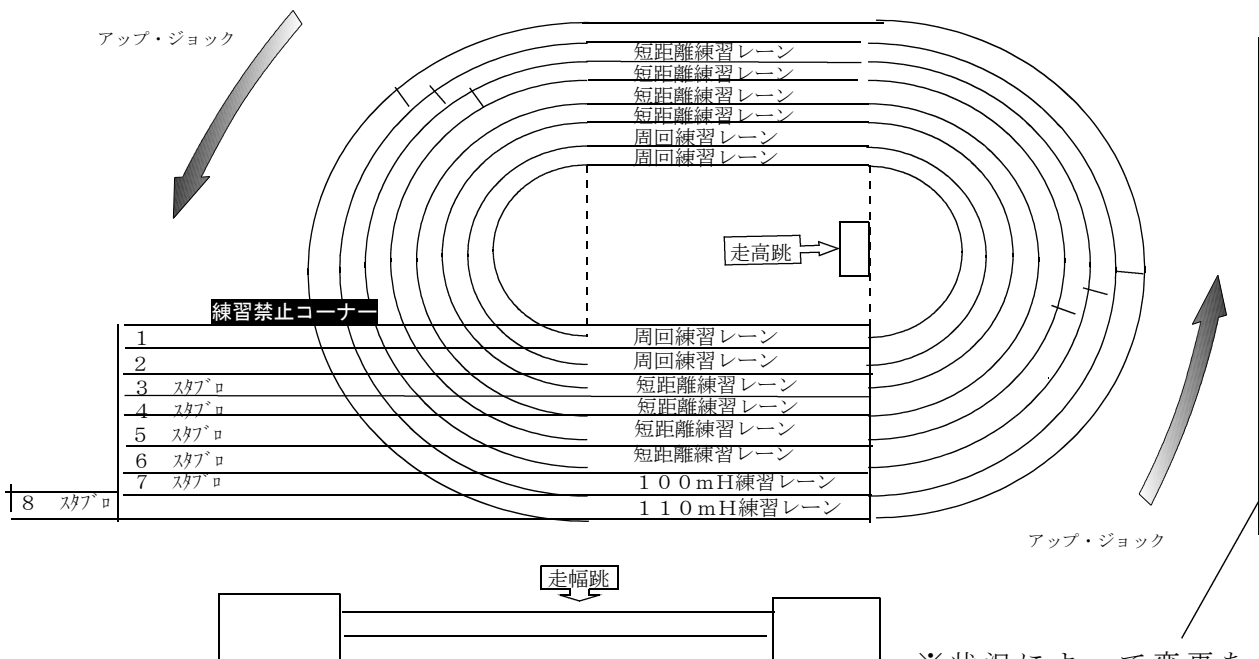 アップ・ジョック
短距離練習レーン
短距離練習レーン
短距離練習レーン
短距離練習レーン
周回練習レーン
周回練習レーン
走高跳
練習禁止コーナー
1 周回練習レーン
2 周回練習レーン
3 ｽﾀﾌﾞﾛ 短距離練習レーン
4 ｽﾀﾌﾞﾛ 短距離練習レーン
5 ｽﾀﾌﾞﾛ 短距離練習レーン
6 ｽﾀﾌﾞﾛ 短距離練習レーン
7 ｽﾀﾌﾞﾛ 100mH練習レーン
8 ｽﾀﾌﾞﾛ 110mH練習レーン
アップ・ジョック
走幅跳
※状況によって変更を